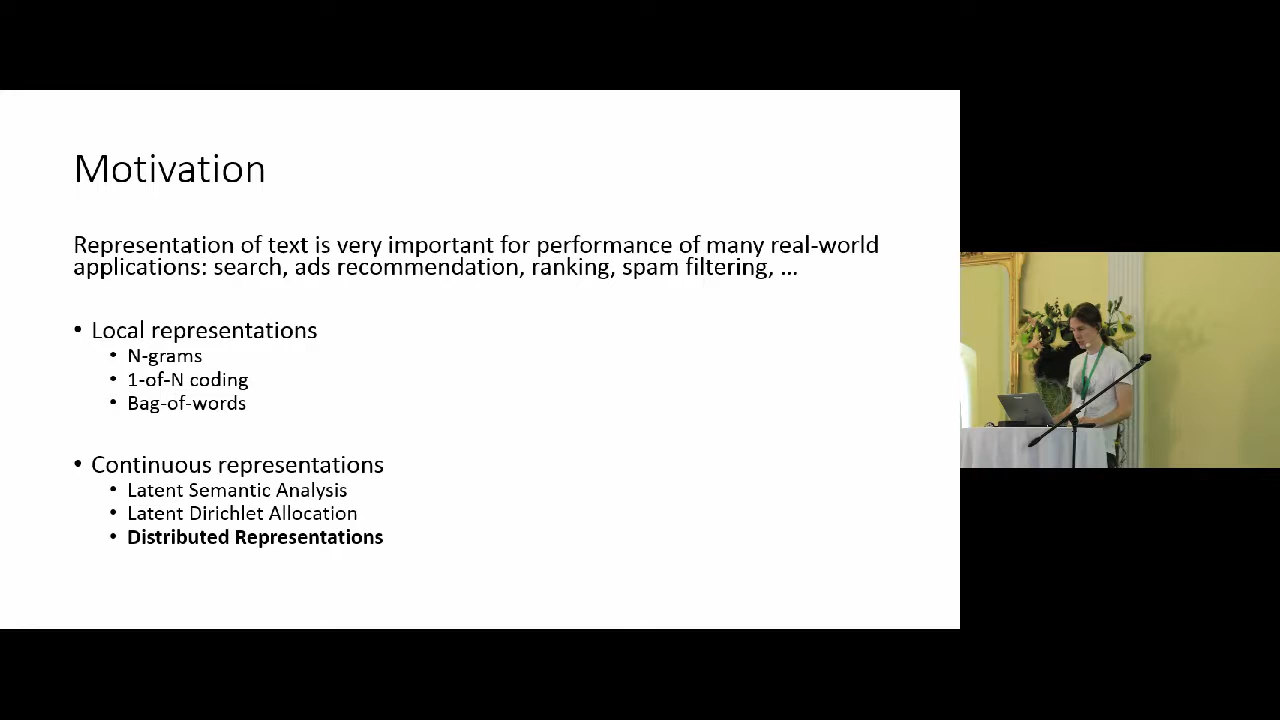 Motivation
Representation of text is very important for performance of many real-world
applications: search, ads recommendation, ranking, spam filtering, ...
• Local representations
• N-grams
• 1-of-N coding
• Bag-of-words
• Continuous representations
• Latent Semantic Analysis
• Latent Dirichlet Allocation
• Distributed Representations